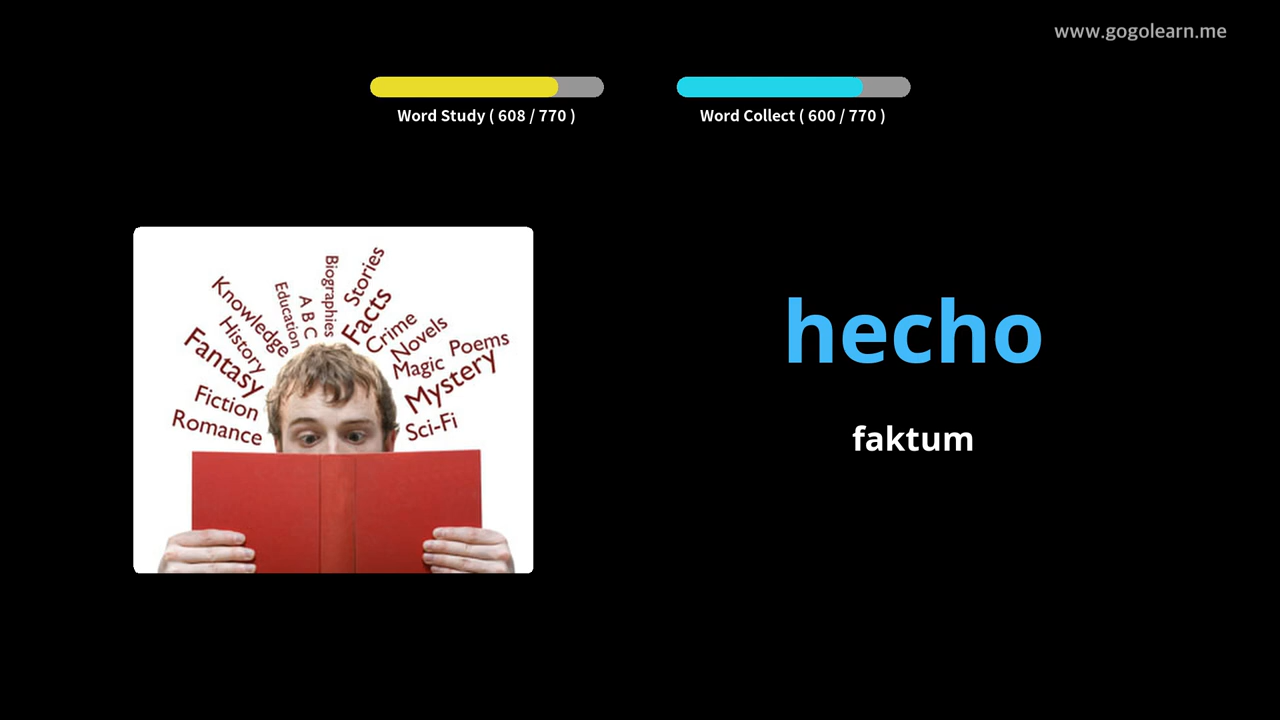 www.gogolearn.me
Word Study ( 608 / 770 )
Word Collect ( 600 / 770 )
Knowledge
Education
A B C
Biographies
Stories
Facts
Crime
Novels
Poems
Magic
Mystery
Sci-Fi
History
Fantasy
Fiction
Romance
hecho
faktum